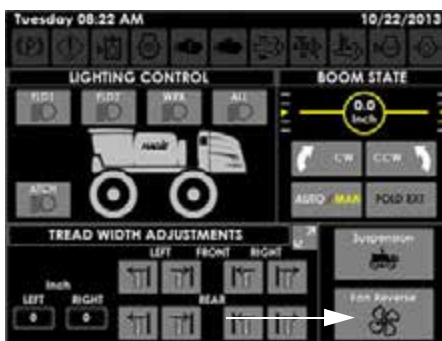 Tuesday 08:22 AM 10/22/2013
(P)
LIGHTING CONTROL
BOOM STATE
FLD1 FLD2 WRK ALL
0.0
Inch
HAGIE
CW CCW
ATCH
AUTO MAN FOLD EXT
TREAD WIDTH ADJUSTMENTS
LEFT FRONT RIGHT
Suspension
Inch
LEFT RIGHT REAR
0 0
Fan Reverse